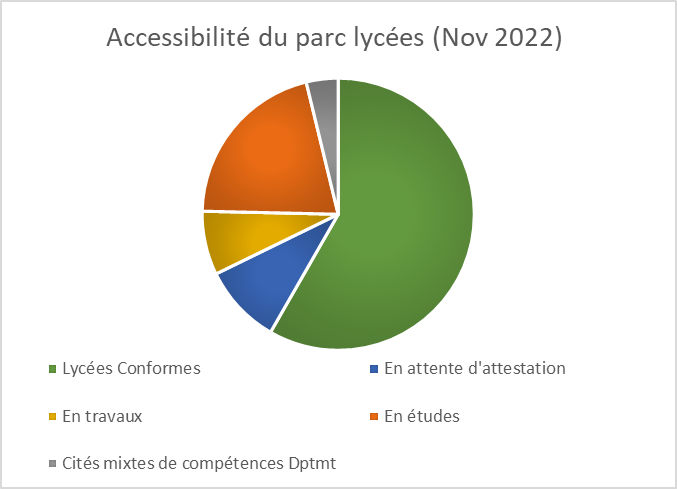 Accessibilité du parc lycées (Nov 2022)
Lycées Conformes
En attente d'attestation
En travaux
En études
Cités mixtes de compétences Dptmt